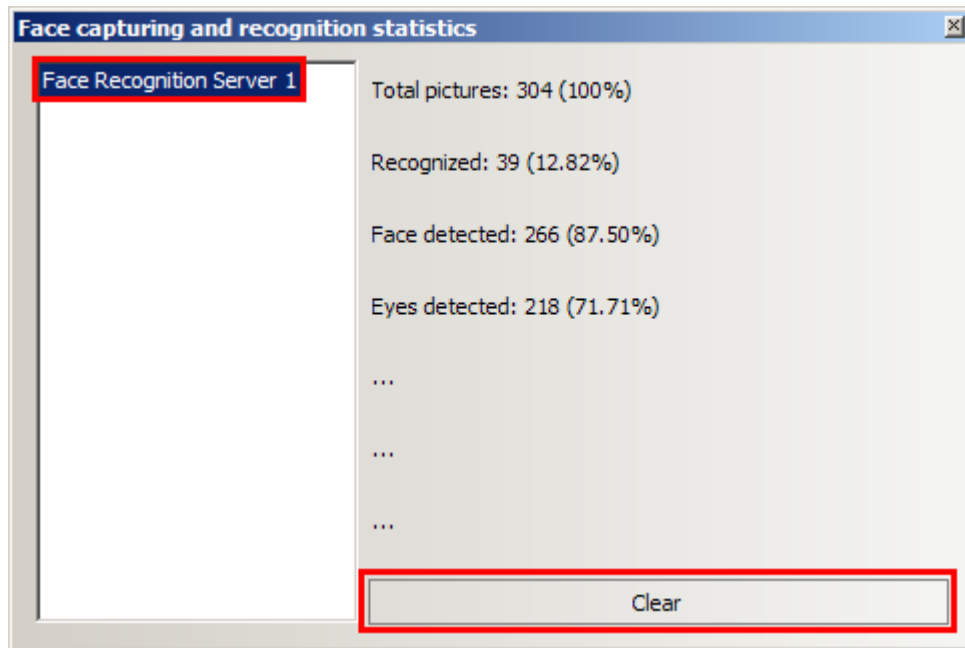 Face capturing and recognition statistics
Face Recognition Server 1
Total pictures: 304 (100%)
Recognized: 39 (12.82%)
Face detected: 266 (87.50%)
Eyes detected: 218 (71.71%)
...
...
...
Clear